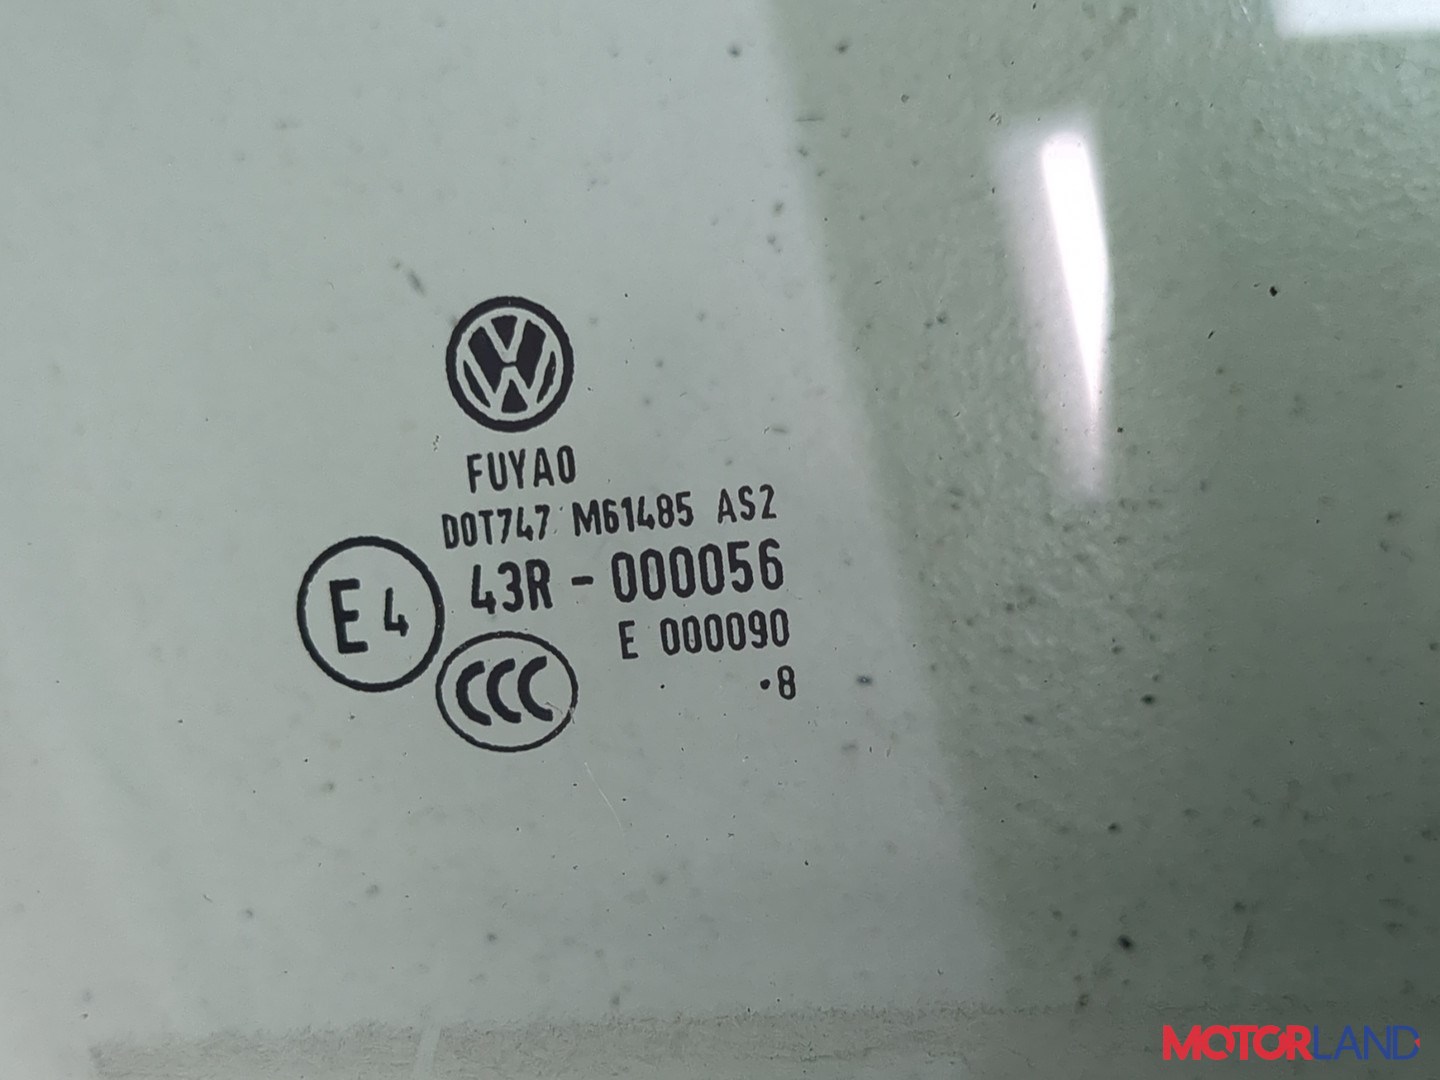 FUYAO
DOT747 M61485 AS2
E4 43R - 000056
E 000090
CCC
.8
MOTORLAND